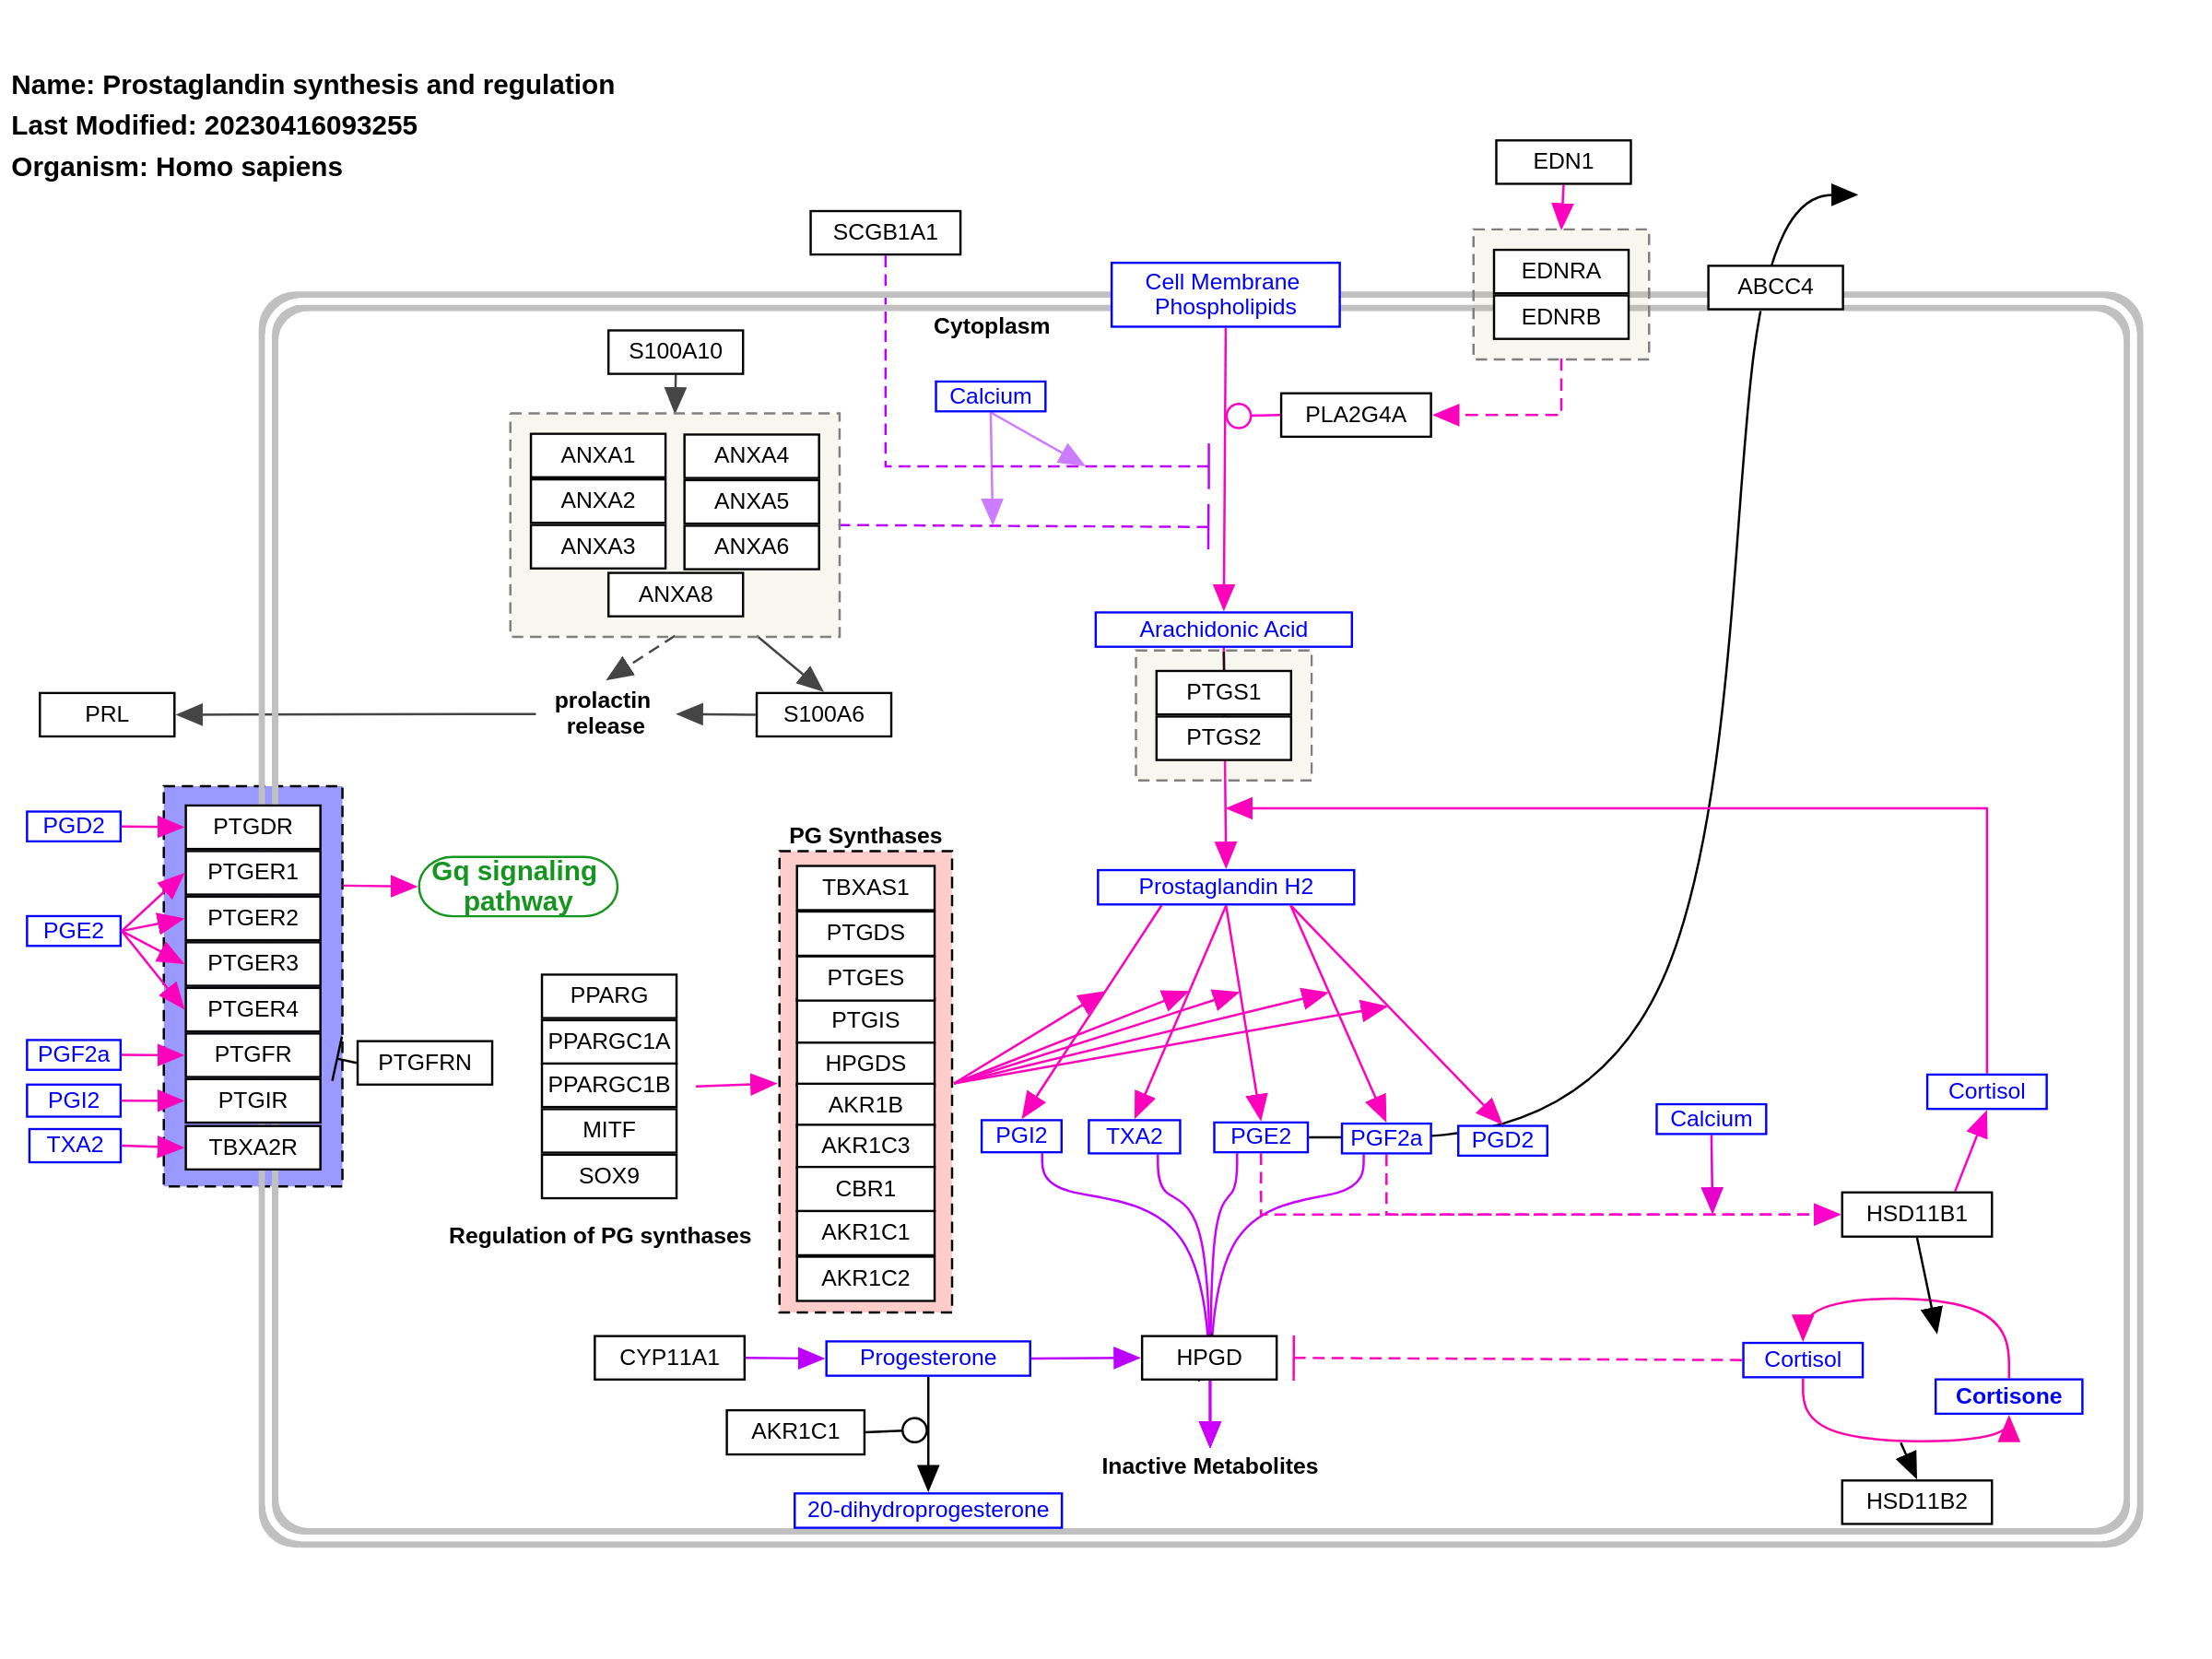 Name: Prostaglandin synthesis and regulation
Last Modified: 20230416093255
Organism: Homo sapiens
EDN1
SCGB1A1
EDNRA
EDNRB
ABCC4
Cell Membrane
Phospholipids
Cytoplasm
S100A10
Calcium
PLA2G4A
ANXA1
ANXA4
ANXA2
ANXA5
ANXA3
ANXA6
ANXA8
Arachidonic Acid
PTGS1
PTGS2
prolactin
release
PRL
S100A6
PGD2
PGE2
PGF2a
PGI2
TXA2
PTGDR
PTGER1
PTGER2
PTGER3
PTGER4
PTGFR
PTGIR
TBXA2R
Gq signaling
pathway
PTGFRN
PPARG
PPARGC1A
PPARGC1B
MITF
SOX9
Regulation of PG synthases
PG Synthases
TBXAS1
PTGDS
PTGES
PTGIS
HPGDS
AKR1B
AKR1C3
CBR1
AKR1C1
AKR1C2
Prostaglandin H2
PGI2
TXA2
PGE2
PGF2a
PGD2
Calcium
Cortisol
HSD11B1
CYP11A1
Progesterone
HPGD
Cortisol
Cortisone
AKR1C1
Inactive Metabolites
20-dihydroprogesterone
HSD11B2